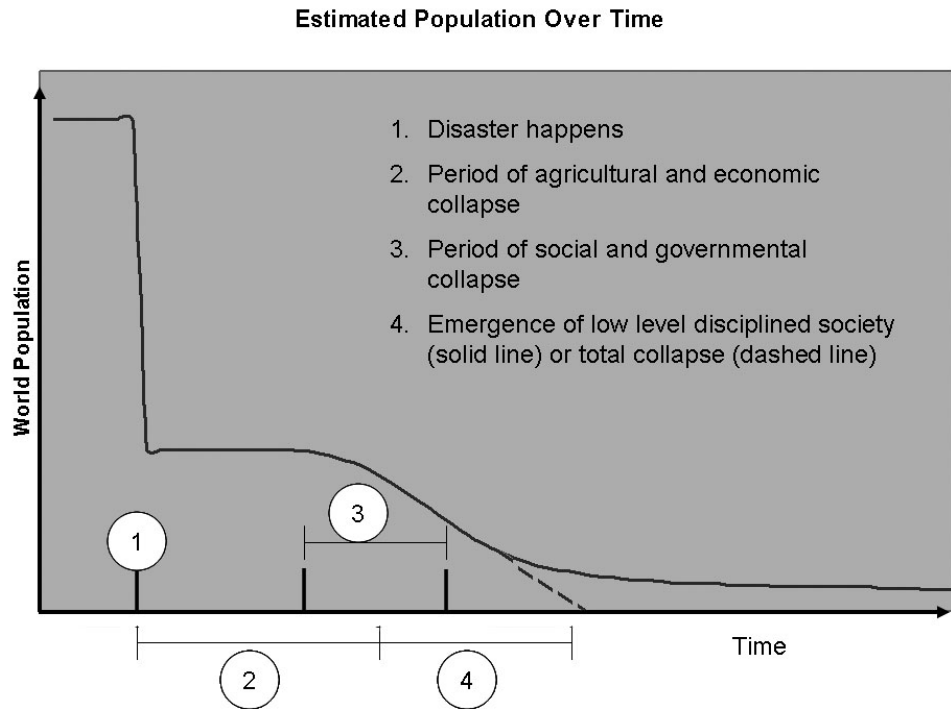 Estimated Population Over Time
1. Disaster happens
2. Period of agricultural and economic
collapse
3. Period of social and governmental
collapse
4. Emergence of low level disciplined society
(solid line) or total collapse (dashed line)
World Population
3
1
Time
2
4